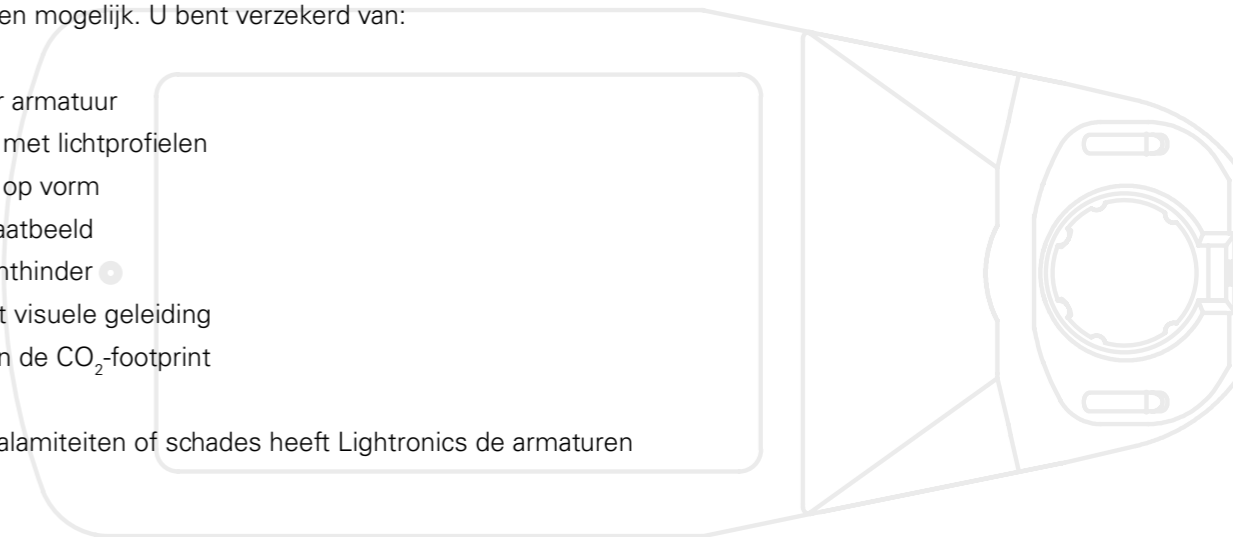 en mogelijk. U bent verzekerd van:
armatuur
met lichtprofielen
op vorm
aatbeeld
hthinder
t visuele geleiding
n de CO₂-footprint
alamiteiten of schades heeft Lightronics de armaturen